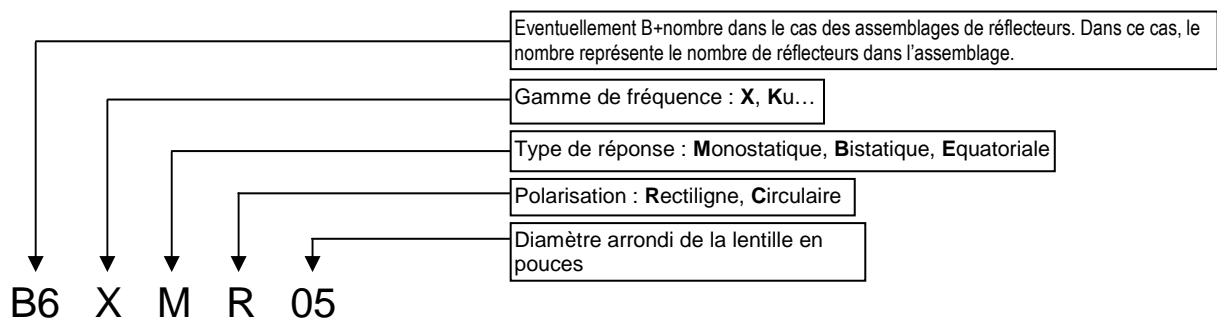 Eventuellement B+nombre dans le cas des assemblages de réflecteurs. Dans ce cas, le
nombre représente le nombre de réflecteurs dans l’assemblage.
Gamme de fréquence : X, Ku…
Type de réponse : Monostatique, Bistatique, Equatoriale
Polarisation : Rectiligne, Circulaire
Diamètre arrondi de la lentille en
pouces
B6 X M R 05